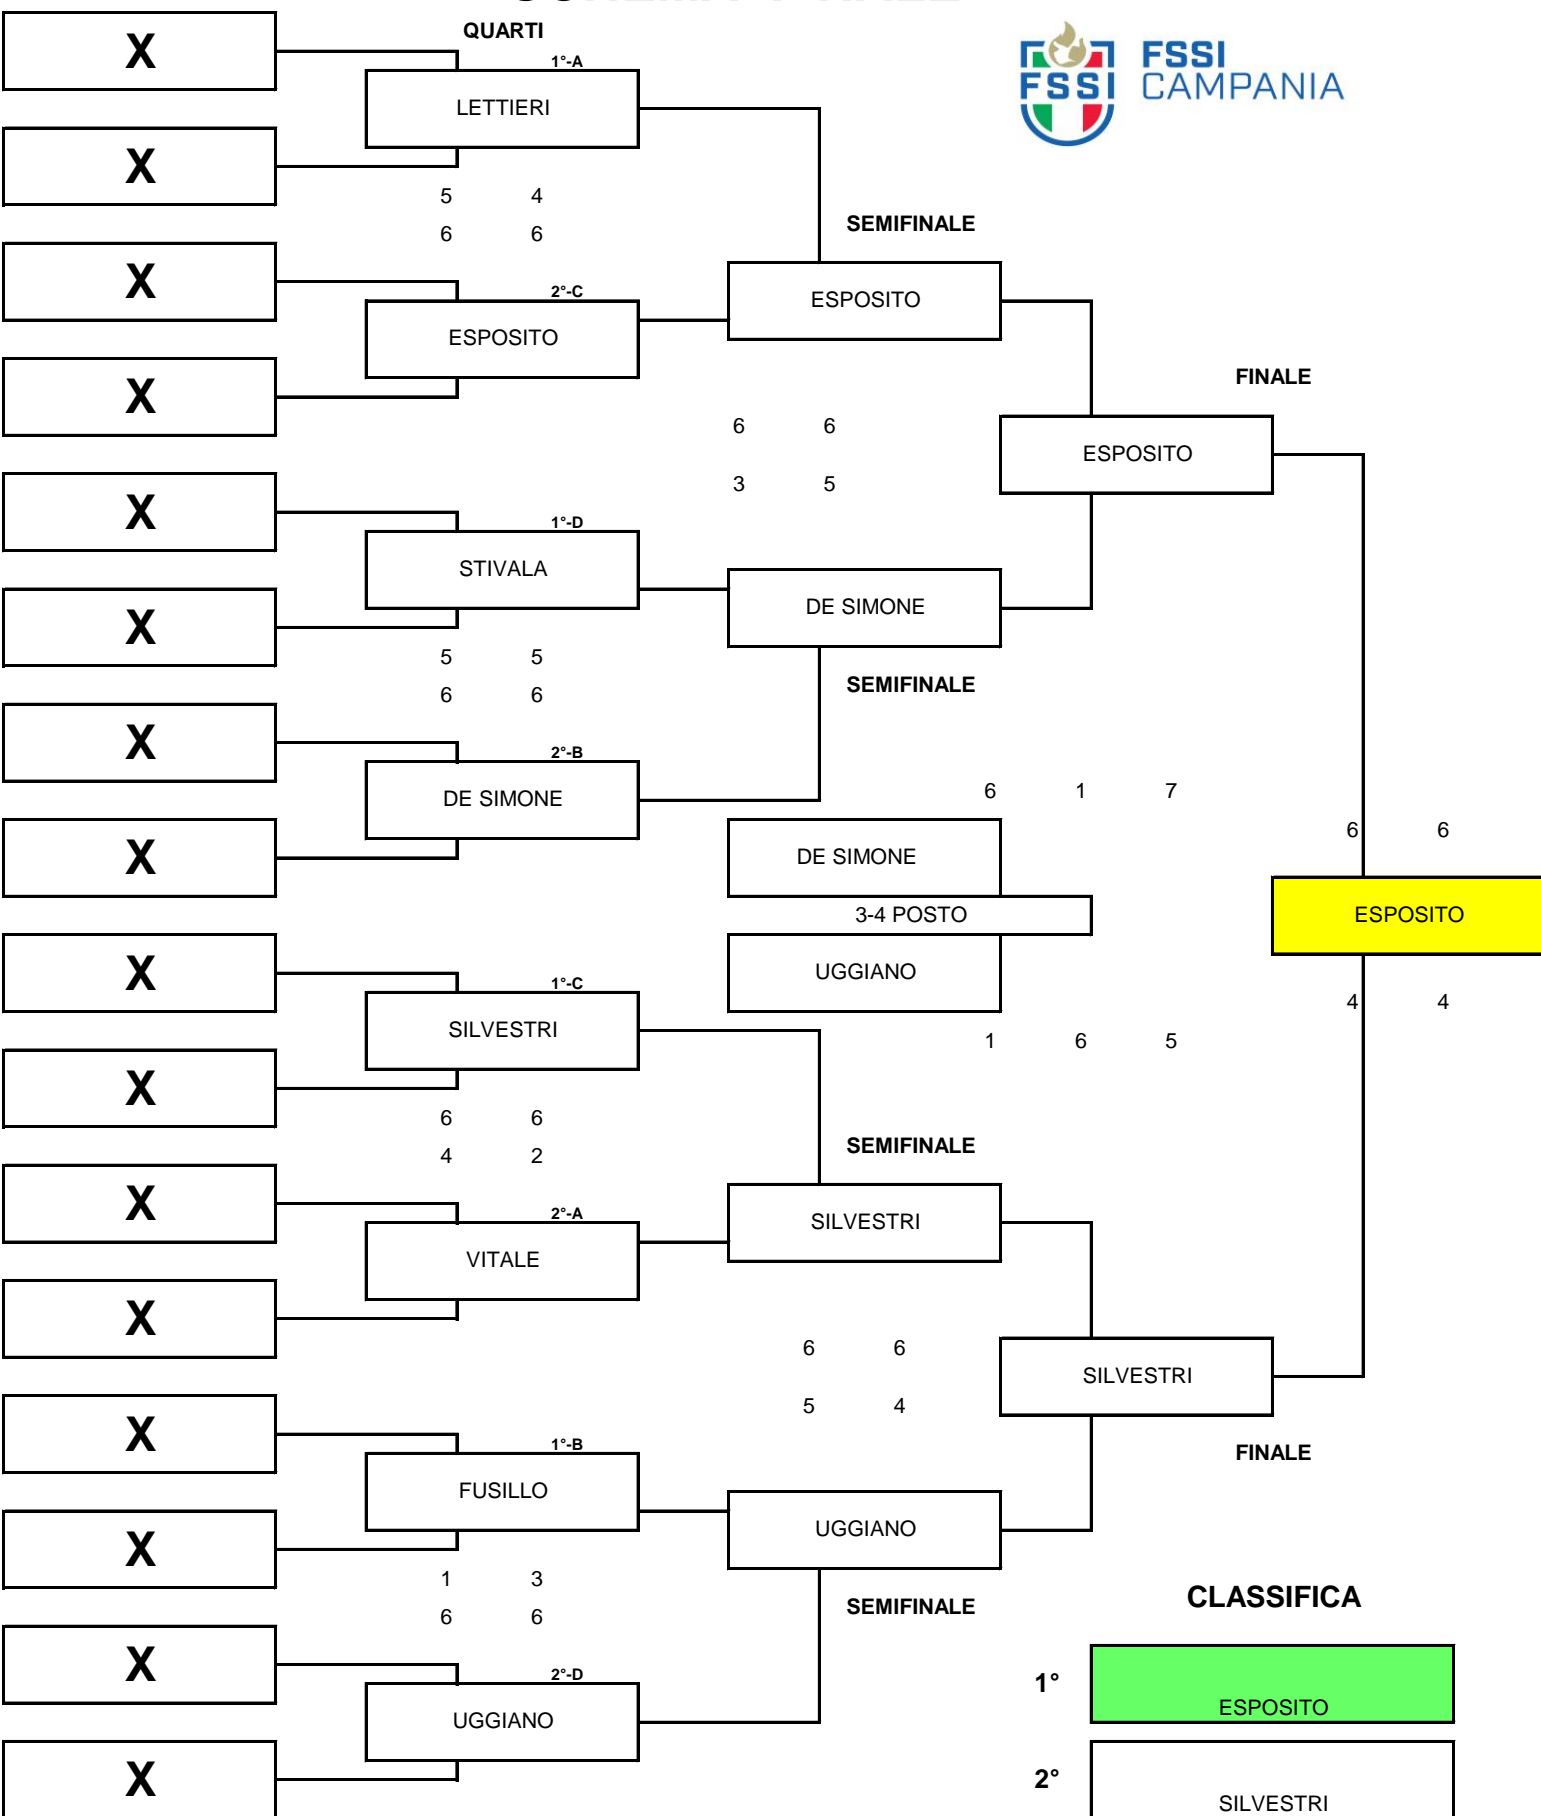 X
QUARTI
1°-A
LETTIERI
X
5 4
6 6
X
2°-C
ESPOSITO
X
FSSI
FSSI
CAMPANIA
SEMIFINALE
ESPOSITO
FINALE
6 6
3 5
ESPOSITO
X
1°-D
STIVALA
X
5 5
6 6
DE SIMONE
SEMIFINALE
X
2°-B
DE SIMONE
X
6 1 7
DE SIMONE
3-4 POSTO
UGGIANO
1 6 5
6 6
ESPOSITO
4 4
X
1°-C
SILVESTRI
X
6 6
4 2
SEMIFINALE
X
2°-A
VITALE
X
SILVESTRI
6 6
5 4
SILVESTRI
FINALE
X
1°-B
FUSILLO
X
1 3
6 6
UGGIANO
SEMIFINALE
X
2°-D
UGGIANO
X
CLASSIFICA
1°
ESPOSITO
2°
SILVESTRI